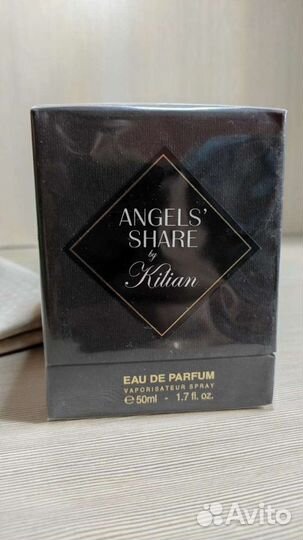 ANGELS'
SHARE
by
Kilian
EAU DE PARFUM
VAPORISATEUR SPRAY
℮ 50ml - 1.7 fl. oz.
Avito